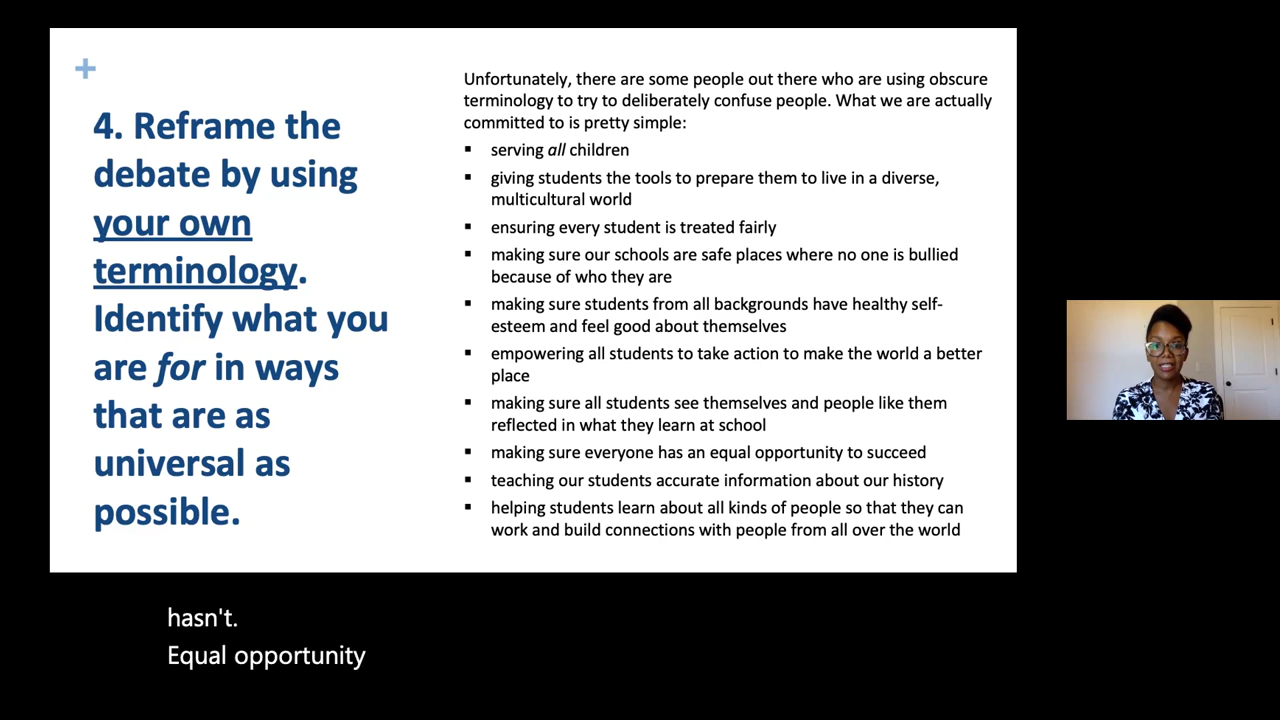 +
4. Reframe the
debate by using
your own
terminology.
Identify what you
are for in ways
that are as
universal as
possible.
Unfortunately, there are some people out there who are using obscure
terminology to try to deliberately confuse people. What we are actually
committed to is pretty simple:
▪ serving all children
▪ giving students the tools to prepare them to live in a diverse,
multicultural world
▪ ensuring every student is treated fairly
▪ making sure our schools are safe places where no one is bullied
because of who they are
▪ making sure students from all backgrounds have healthy self-
esteem and feel good about themselves
▪ empowering all students to take action to make the world a better
place
▪ making sure all students see themselves and people like them
reflected in what they learn at school
▪ making sure everyone has an equal opportunity to succeed
▪ teaching our students accurate information about our history
▪ helping students learn about all kinds of people so that they can
work and build connections with people from all over the world
hasn't.
Equal opportunity